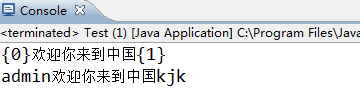 Console
<terminated> Test (1) [Java Application] C:\Program Files\Java
{0}欢迎你来到中国{1}
admin欢迎你来到中国kjk